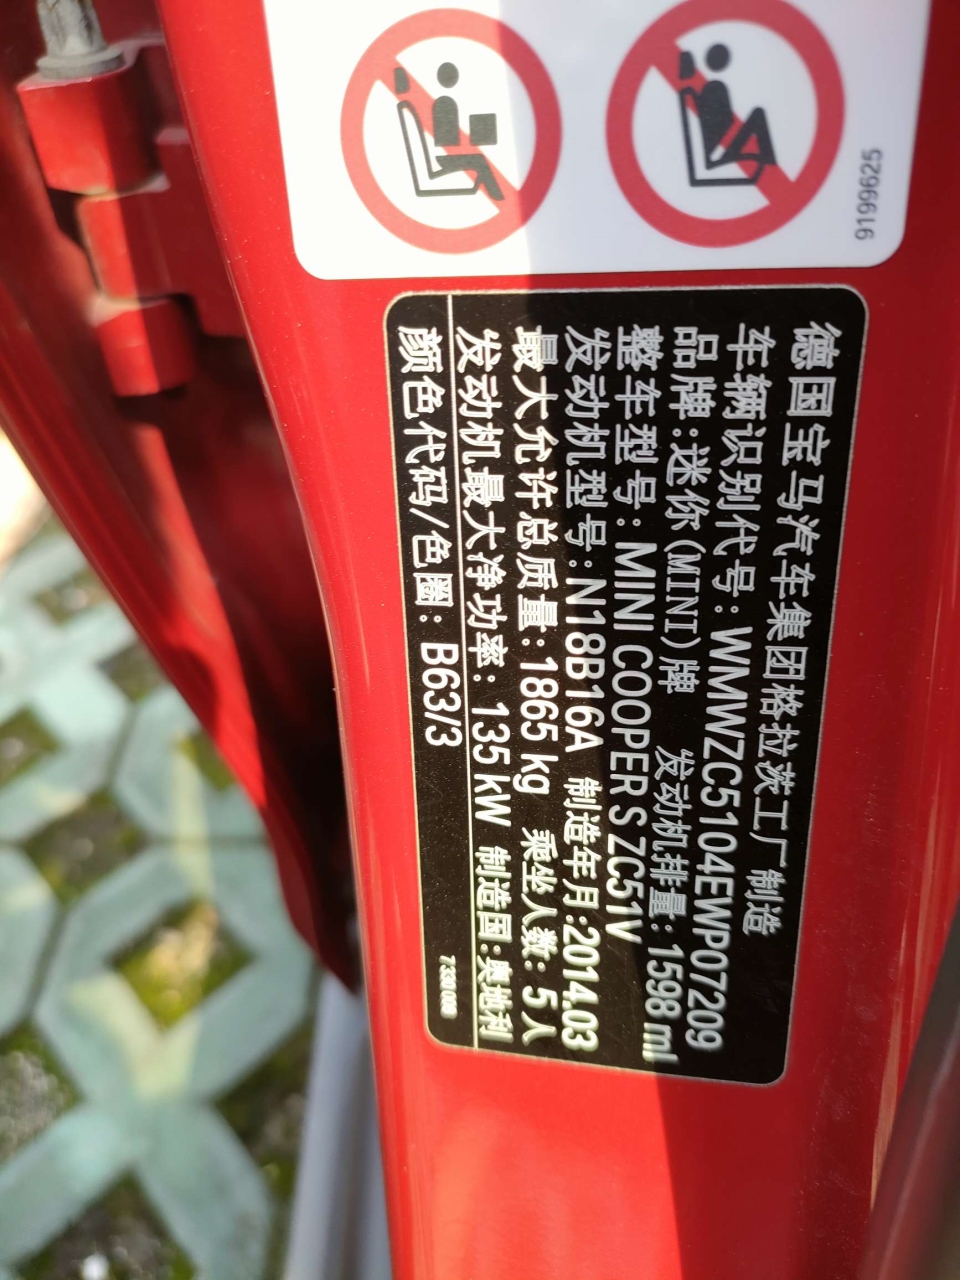 9199625
德国宝马汽车集团格拉茨工厂制造
车辆识别代号: WMWZC5104EWP07209
品牌:迷你(MINI)牌 发动机排量: 1598 ml
整车型号: MINI COOPER S ZC51V
发动机型号:N18B16A 制造年月:2014.03
最大允许总质量:1865 kg 乘坐人数: 5 人
发动机最大净功率: 135 kW 制造国:奥地利
颜色代码/色圈: B63/3